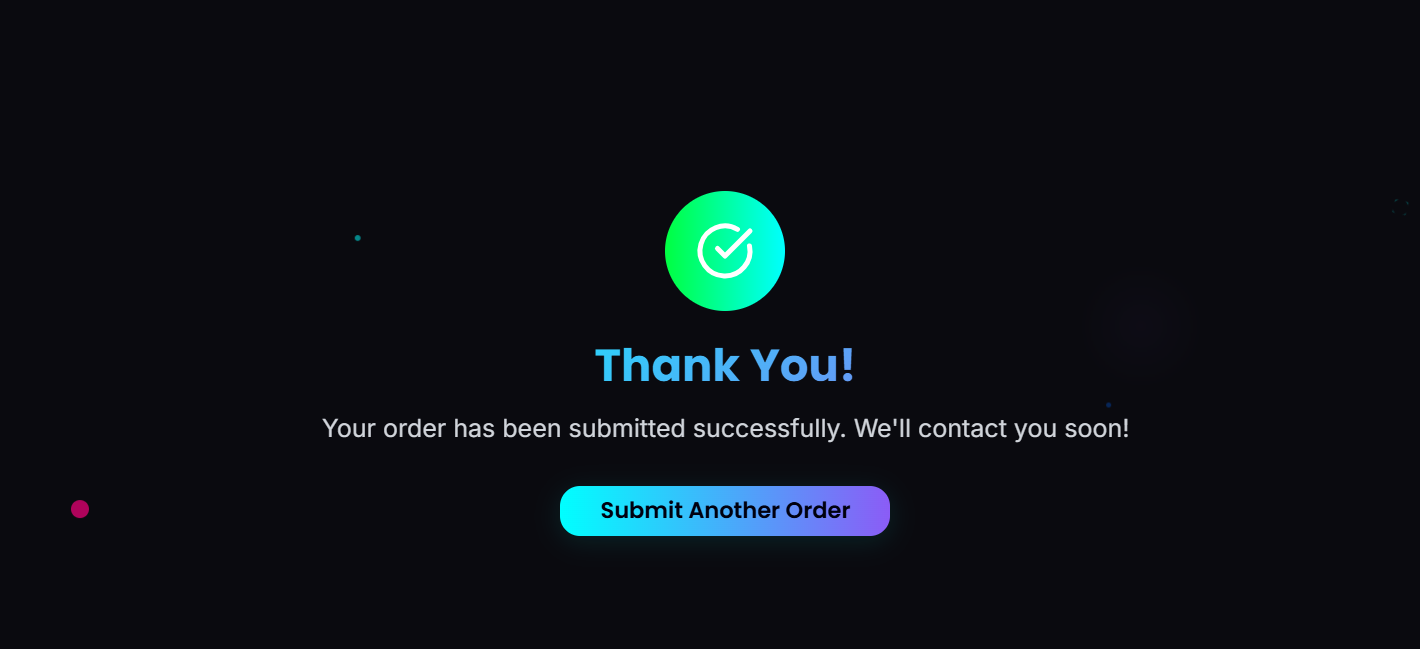 Thank You!
Your order has been submitted successfully. We'll contact you soon!
Submit Another Order